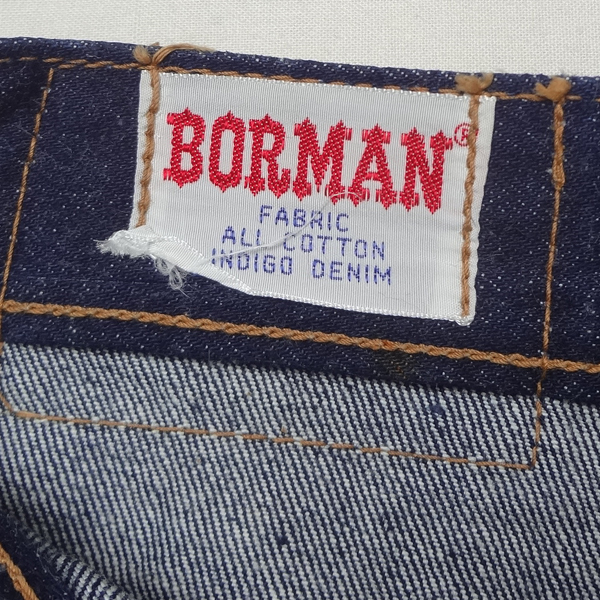 BORMAN®
FABRIC
ALL COTTON
INDIGO DENIM